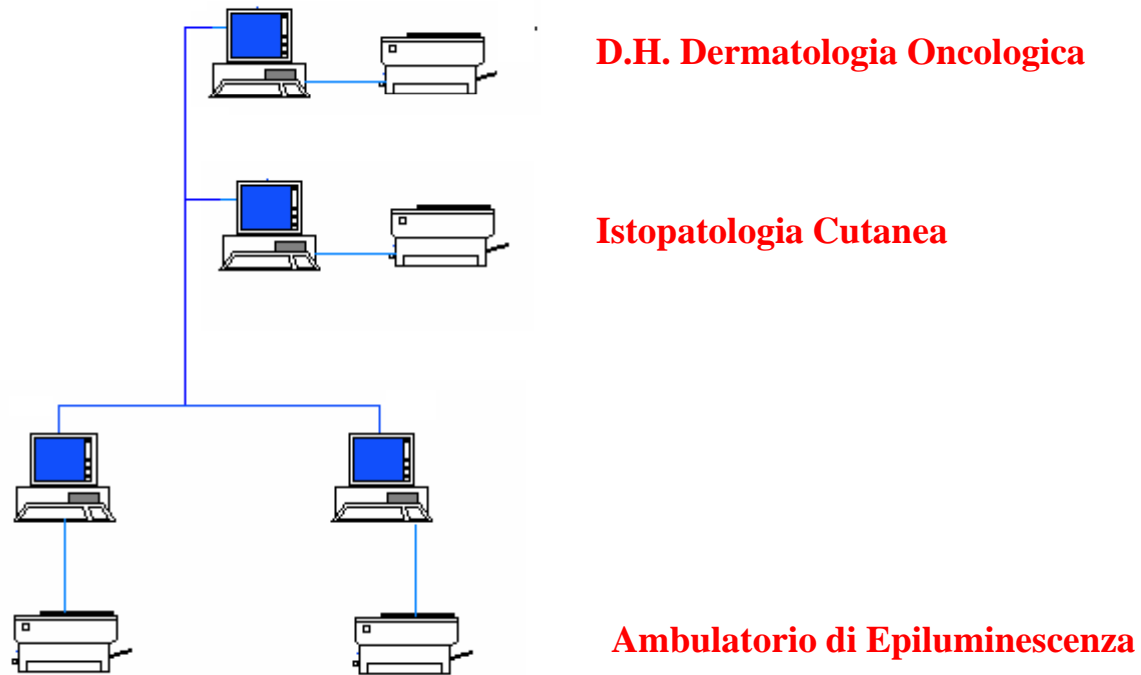 D.H. Dermatologia Oncologica
Istopatologia Cutanea
Ambulatorio di Epiluminescenza